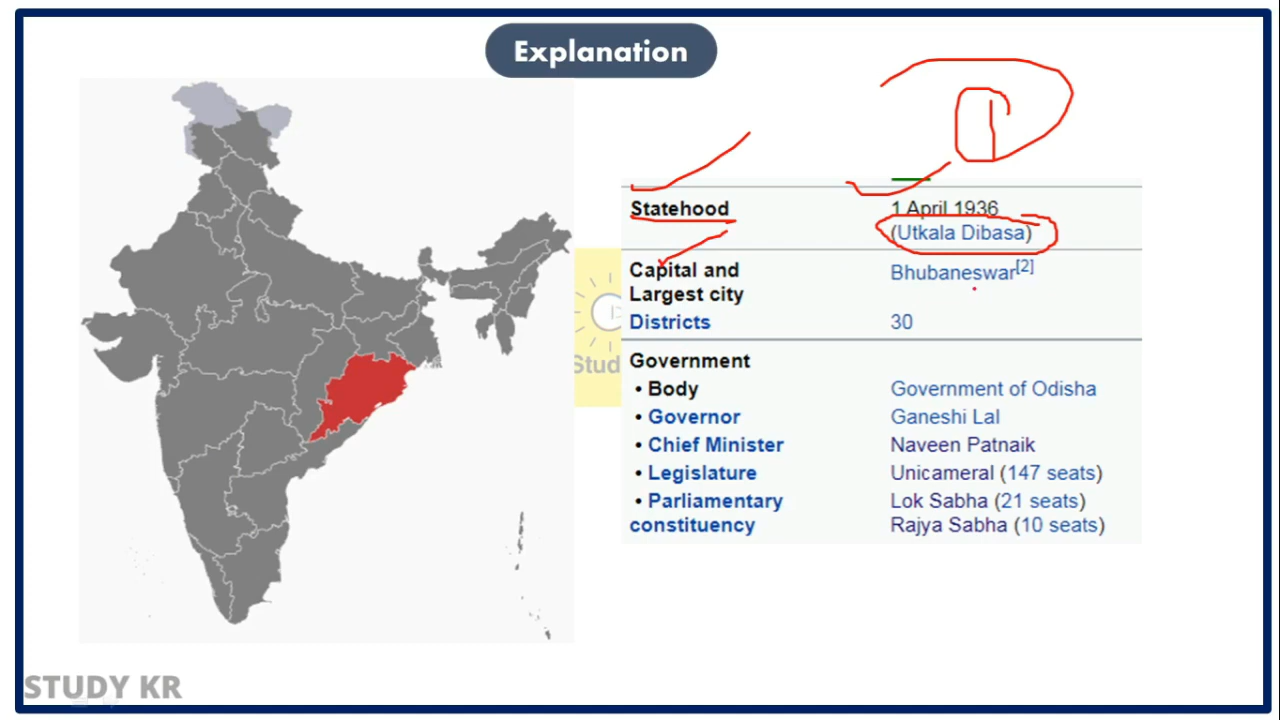 Explanation
Statehood 1 April 1936
(Utkala Dibasa)
Capital and Bhubaneswar[2]
Largest city
Districts 30
Government
• Body Government of Odisha
• Governor Ganeshi Lal
• Chief Minister Naveen Patnaik
• Legislature Unicameral (147 seats)
• Parliamentary Lok Sabha (21 seats)
constituency Rajya Sabha (10 seats)
Stud
STUDY KR